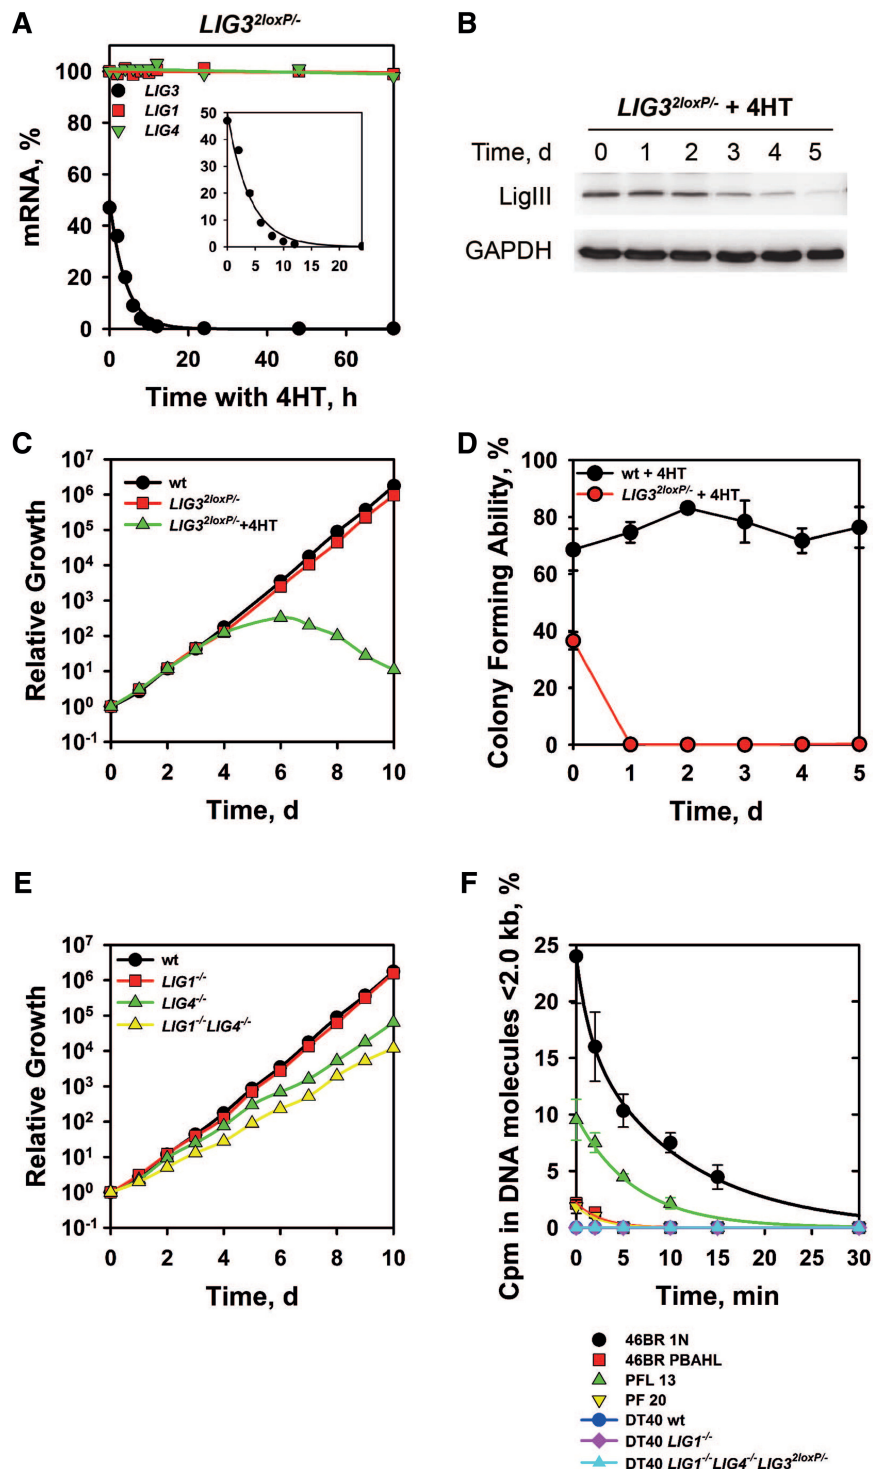 A
LIG3 2loxP/-
mRNA, %
100
80
60
40
20
0
LIG3
LIG1
LIG4
50
40
30
20
10
0
0 5 10 15 20
0 20 40 60
Time with 4HT, h
B
LIG3 2loxP/- + 4HT
Time, d 0 1 2 3 4 5
LigIII
GAPDH
C
Relative Growth
10^7
10^6
10^5
10^4
10^3
10^2
10^1
10^0
10^-1
wt
LIG3 2loxP/-
LIG3 2loxP/-+4HT
0 2 4 6 8 10
Time, d
D
Colony Forming Ability, %
100
80
60
40
20
0
wt + 4HT
LIG3 2loxP/- + 4HT
0 1 2 3 4 5
Time, d
E
Relative Growth
10^7
10^6
10^5
10^4
10^3
10^2
10^1
10^0
10^-1
wt
LIG1-/-
LIG4-/-
LIG1-/-LIG4-/-
0 2 4 6 8 10
Time, d
F
Cpm in DNA molecules <2.0 kb, %
25
20
15
10
5
0
0 5 10 15 20 25 30
Time, min
46BR 1N
46BR PBAHL
PFL 13
PF 20
DT40 wt
DT40 LIG1-/-
DT40 LIG1-/-LIG4-/-LIG3 2loxP/-